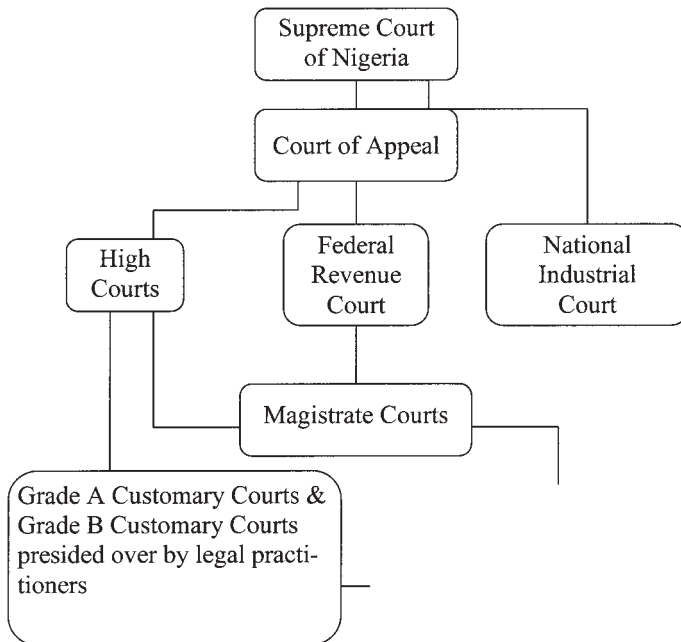 Supreme Court
of Nigeria
Court of Appeal
High
Courts
Federal
Revenue
Court
National
Industrial
Court
Magistrate Courts
Grade A Customary Courts &
Grade B Customary Courts
presided over by legal practi-
tioners